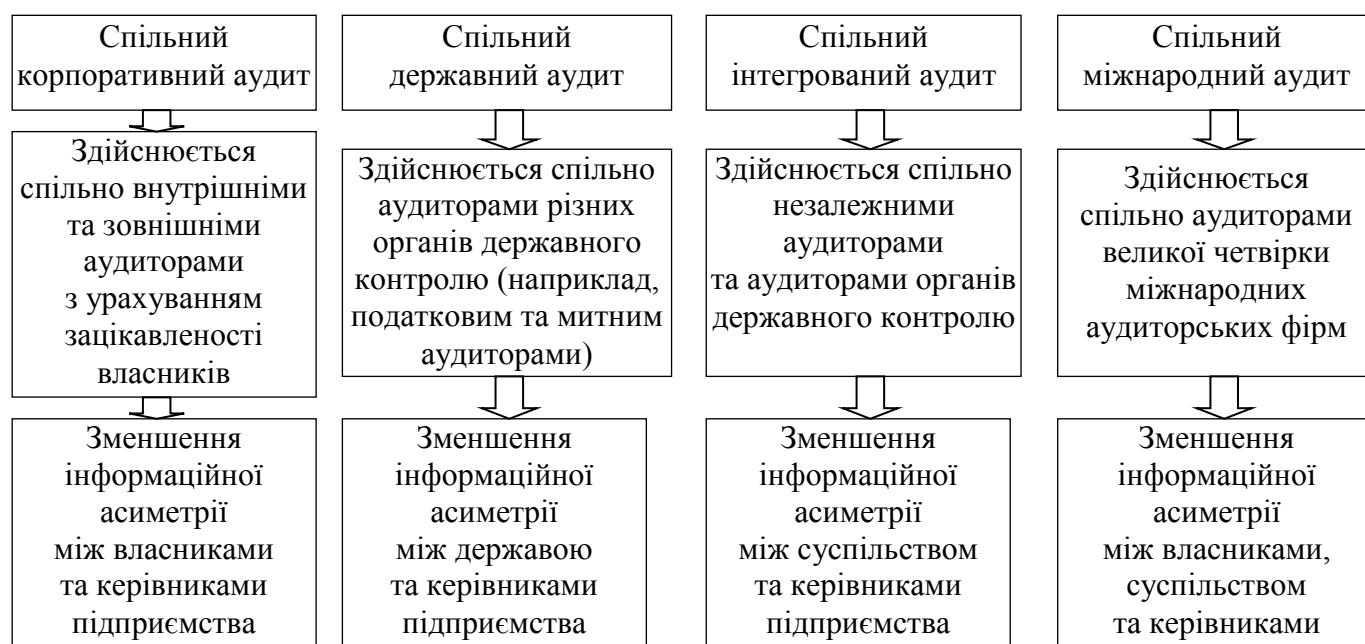 Спільний
корпоративний аудит
Здійснюється
спільно внутрішніми
та зовнішніми
аудиторами
з урахуванням
зацікавленості
власників
Зменшення
інформаційної
асиметрії
між власниками
та керівниками
підприємства
Спільний
державний аудит
Здійснюється спільно
аудиторами різних
органів державного
контролю (наприклад,
податковим та митним
аудиторами)
Зменшення
інформаційної
асиметрії
між державою
та керівниками
підприємства
Спільний
інтегрований аудит
Здійснюється спільно
незалежними
аудиторами
та аудиторами органів
державного контролю
Зменшення
інформаційної
асиметрії
між суспільством
та керівниками
підприємства
Спільний
міжнародний аудит
Здійснюється
спільно аудиторами
великої четвірки
міжнародних
аудиторських фірм
Зменшення
інформаційної
асиметрії
між власниками,
суспільством
та керівниками